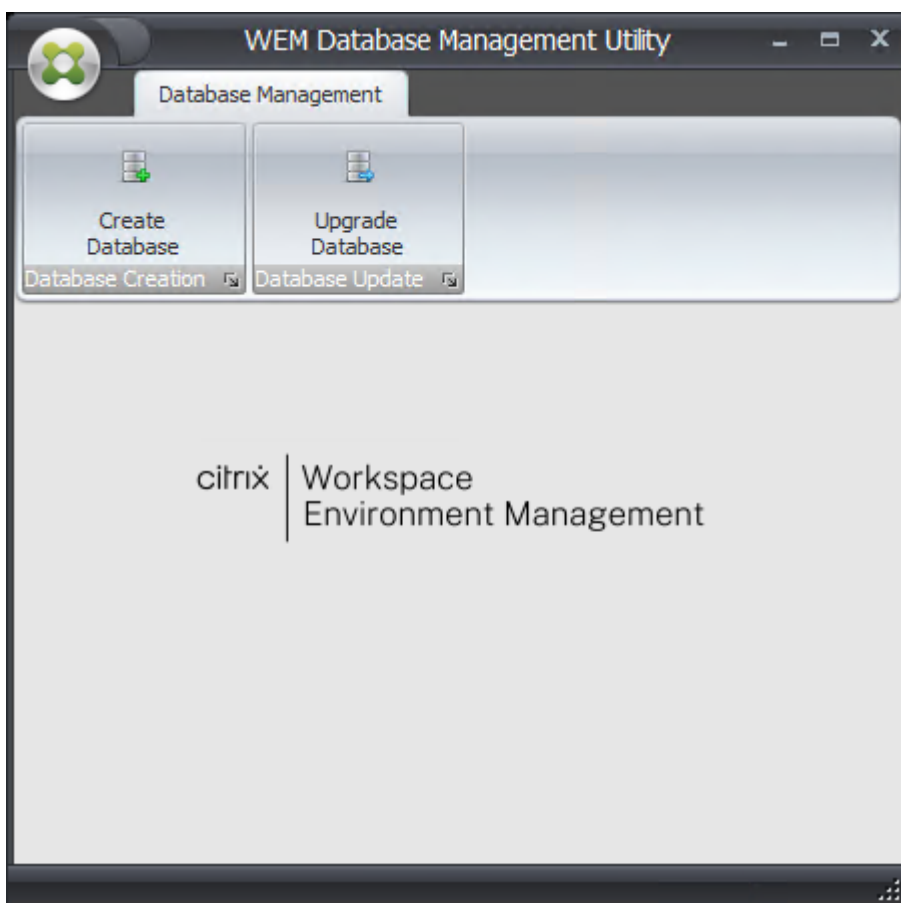 WEM Database Management Utility
Database Management
Create
Database
Upgrade
Database
Database Creation
Database Update
citrix
Workspace
Environment Management